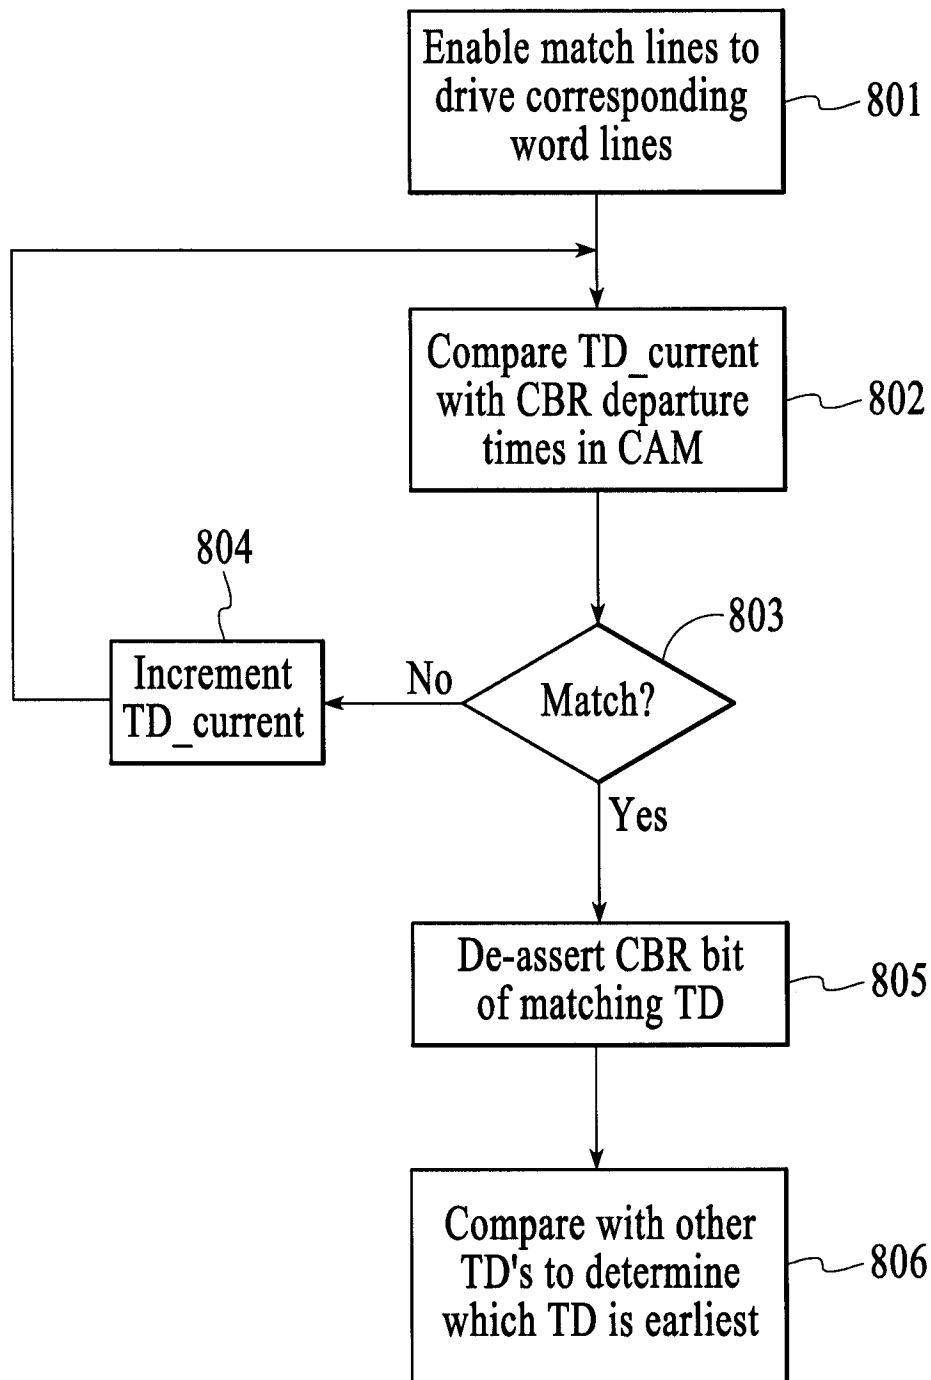 Enable match lines to
drive corresponding
word lines
801
Compare TD_current
with CBR departure
times in CAM
802
804
803
Increment
TD_current
No
Match?
Yes
De-assert CBR bit
of matching TD
805
Compare with other
TD's to determine
which TD is earliest
806